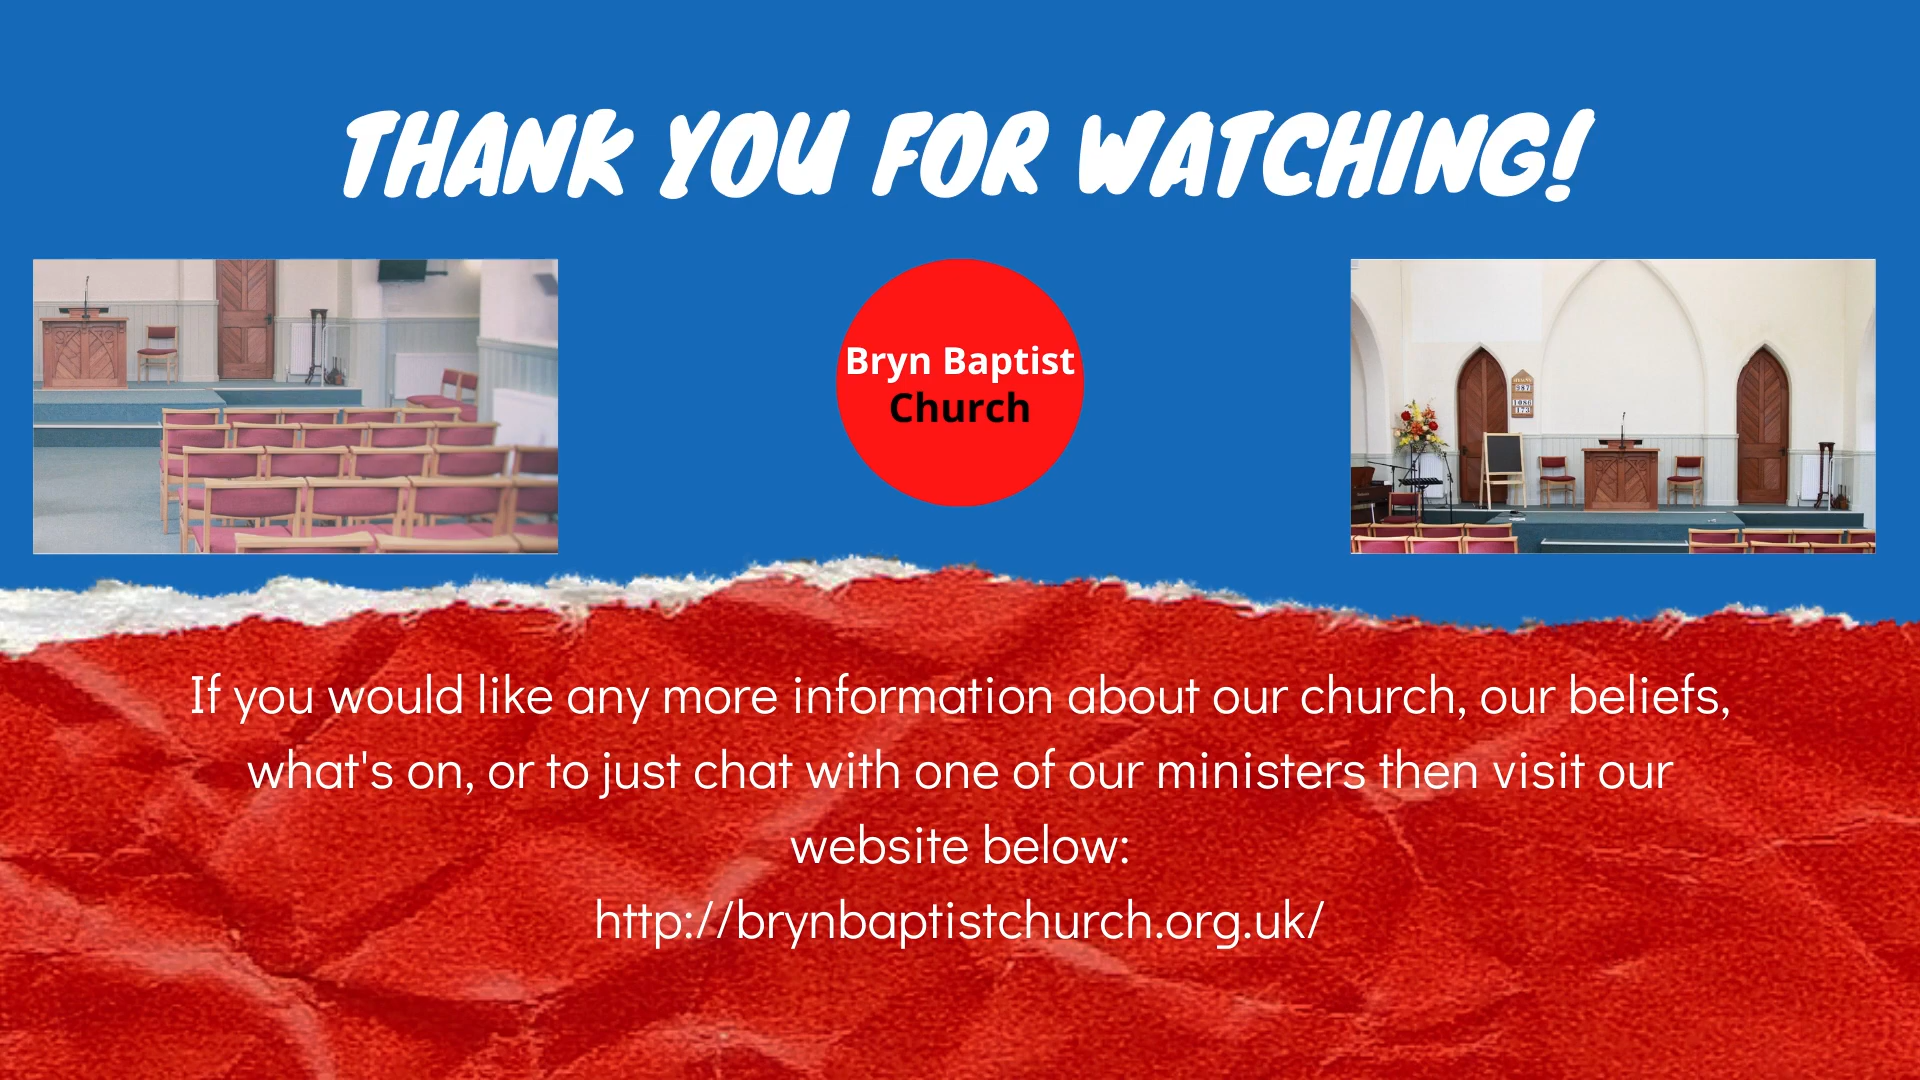 THANK YOU FOR WATCHING!
Bryn Baptist
Church
If you would like any more information about our church, our beliefs,
what's on, or to just chat with one of our ministers then visit our
website below:
http://brynbaptistchurch.org.uk/